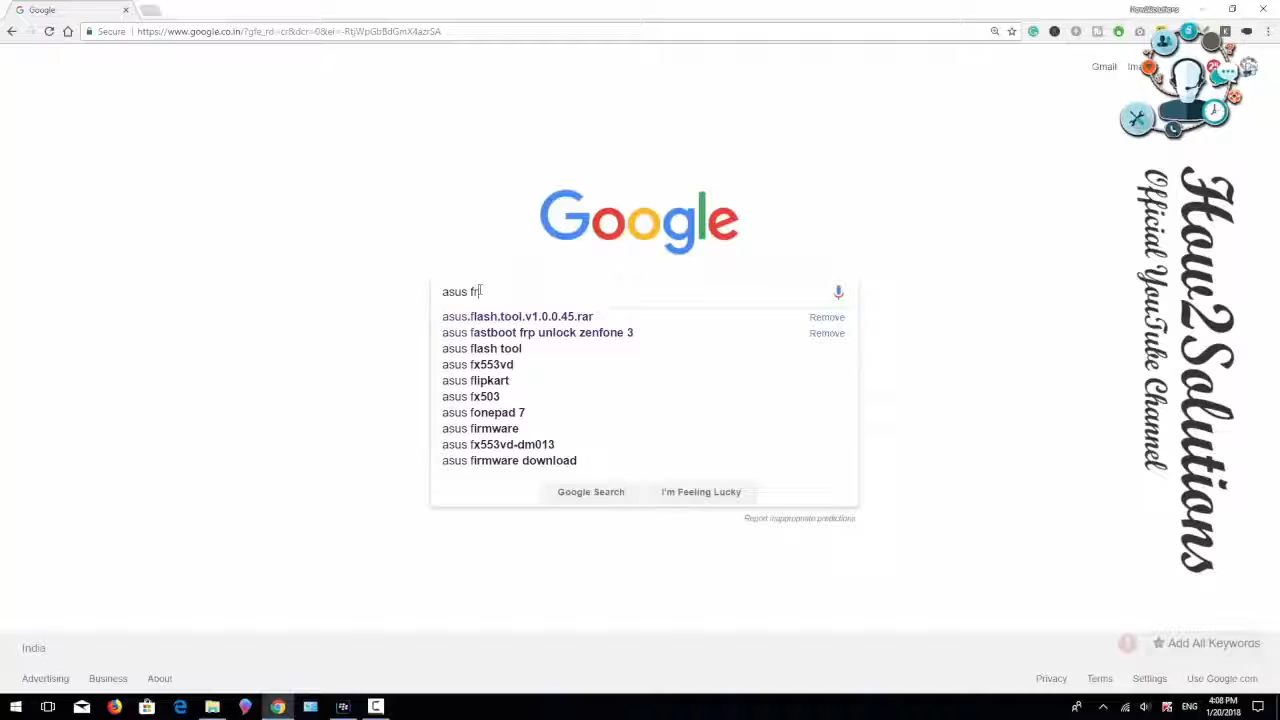 Google
How2Solutions
Secure
https://www.google.co.in/?gfe_rd=cr&dcr=0&ei=-RtjWpGbBdGmX4azrSA
Gmail
Google
asus fr
asus.flash.tool.v1.0.0.45.rar Remove
asus fastboot frp unlock zenfone 3 Remove
asus flash tool
asus fx553vd
asus flipkart
asus fx503
asus fonepad 7
asus firmware
asus fx553vd-dm013
asus firmware download
Google Search I'm Feeling Lucky
Report inappropriate predictions
How2Solutions
Official YouTube Channel
India
Add All Keywords
Advertising Business About
Privacy Terms Settings Use Google.com
ENG
4:08 PM
1/20/2018